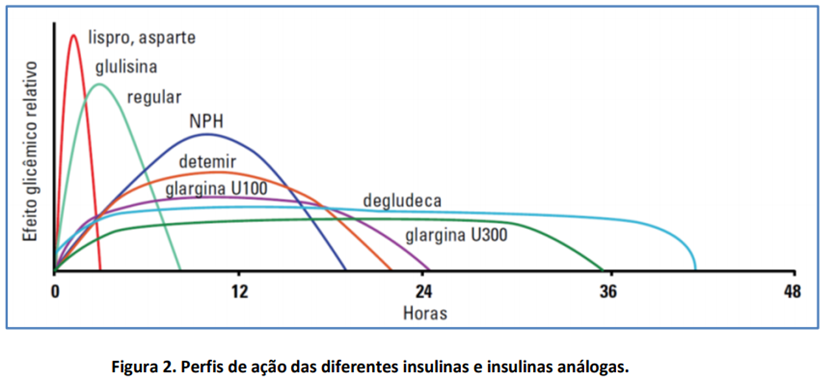 lispro, asparte
glulisina
regular
NPH
detemir
glargina U100
degludeca
glargina U300
Efeito glicêmico relativo
0 12 24 36 48
Horas
Figura 2. Perfis de ação das diferentes insulinas e insulinas análogas.